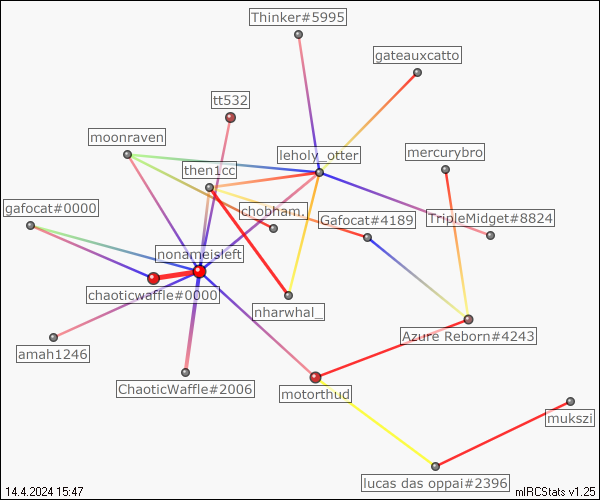 Thinker#5995
gateauxcatto
tt532
moonraven
leholy_otter
mercurybro
then1cc
gafocat#0000
chobham.
Gafocat#4189
TripleMidget#8824
nonameisleft
chaoticwaffle#0000
nharwhal_
Azure Reborn#4243
amah1246
ChaoticWaffle#2006
motorthud
mukszi
lucas das oppai#2396
14.4.2024 15:47
mIRCStats v1.25